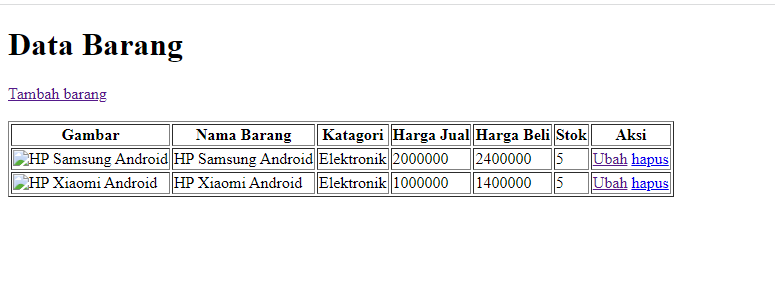 Data Barang
Tambah barang
Gambar Nama Barang Katagori Harga Jual Harga Beli Stok Aksi
HP Samsung Android HP Samsung Android Elektronik 2000000 2400000 5 Ubah hapus
HP Xiaomi Android HP Xiaomi Android Elektronik 1000000 1400000 5 Ubah hapus